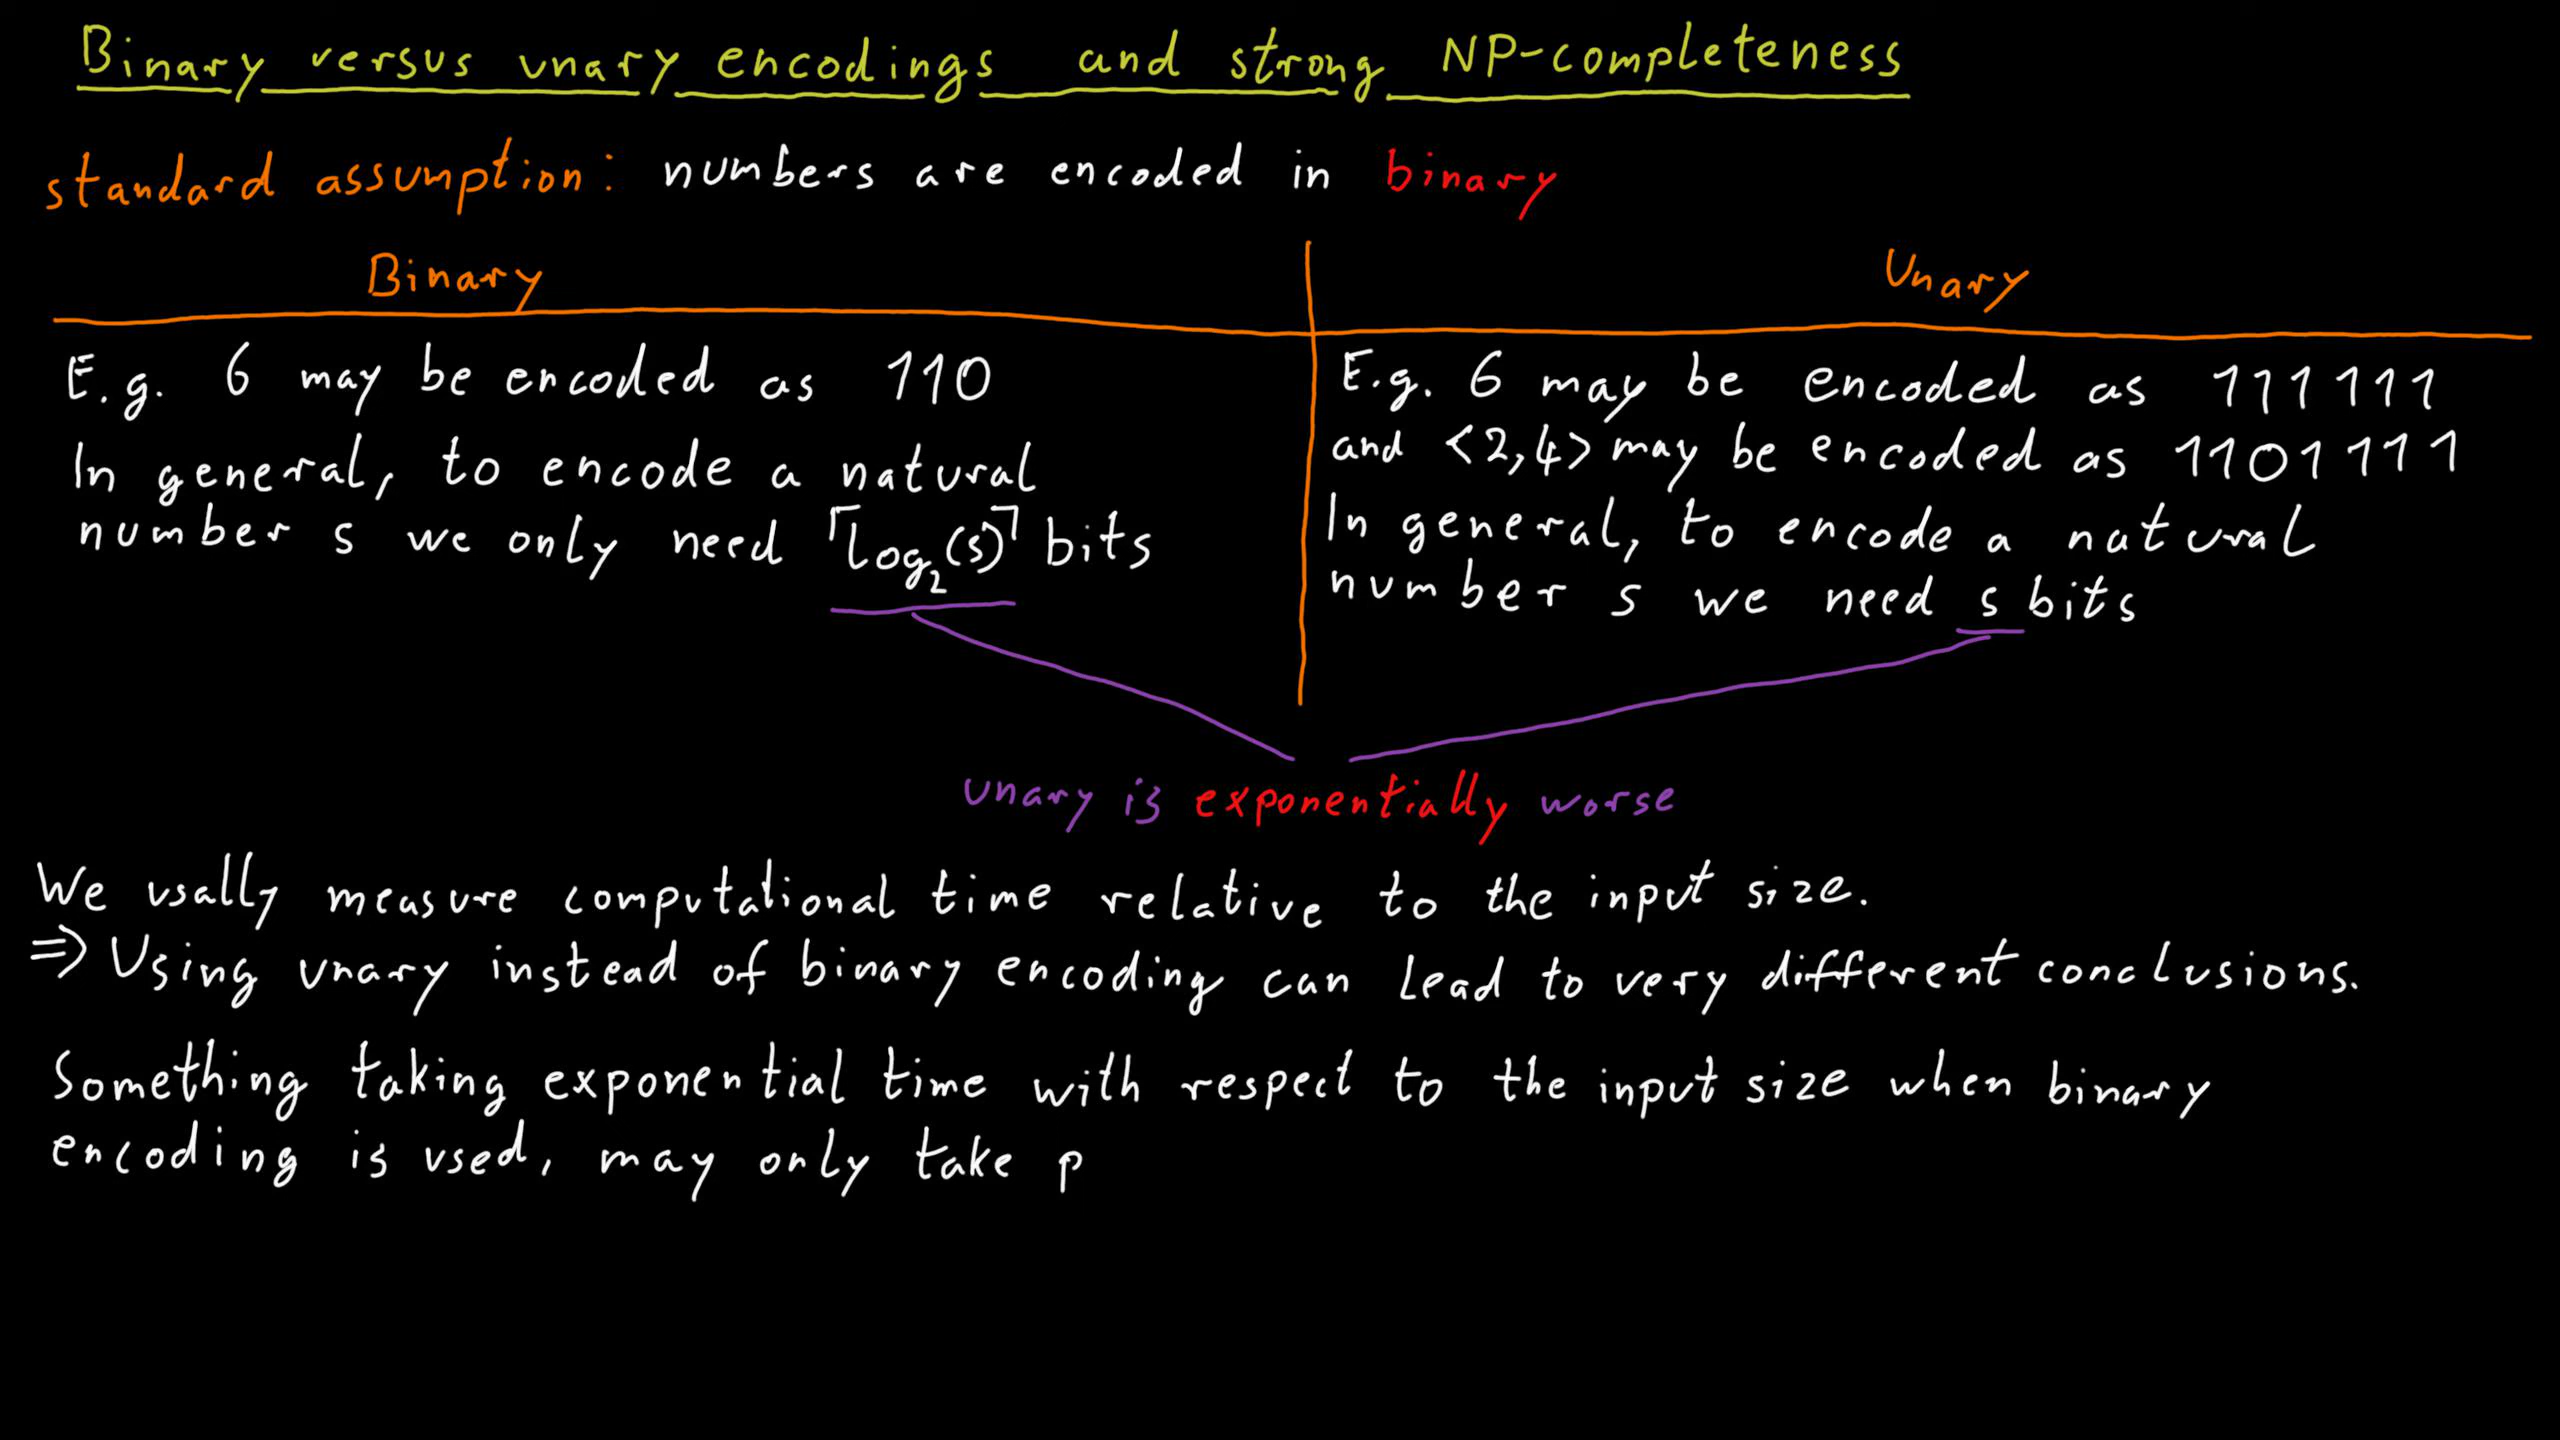 Binary versus unary encodings and strong NP-completeness
standard assumption: numbers are encoded in binary
Binary
Unary
E.g. 6 may be encoded as 110
In general, to encode a natural
number s we only need ⌈log₂(s)⌉ bits
E.g. 6 may be encoded as 111111
and <2,4> may be encoded as 1101111
In general, to encode a natural
number s we need s bits
unary is exponentially worse
We usally measure computational time relative to the input size.
=> Using unary instead of binary encoding can lead to very different conclusions.
Something taking exponential time with respect to the input size when binary
encoding is used, may only take p